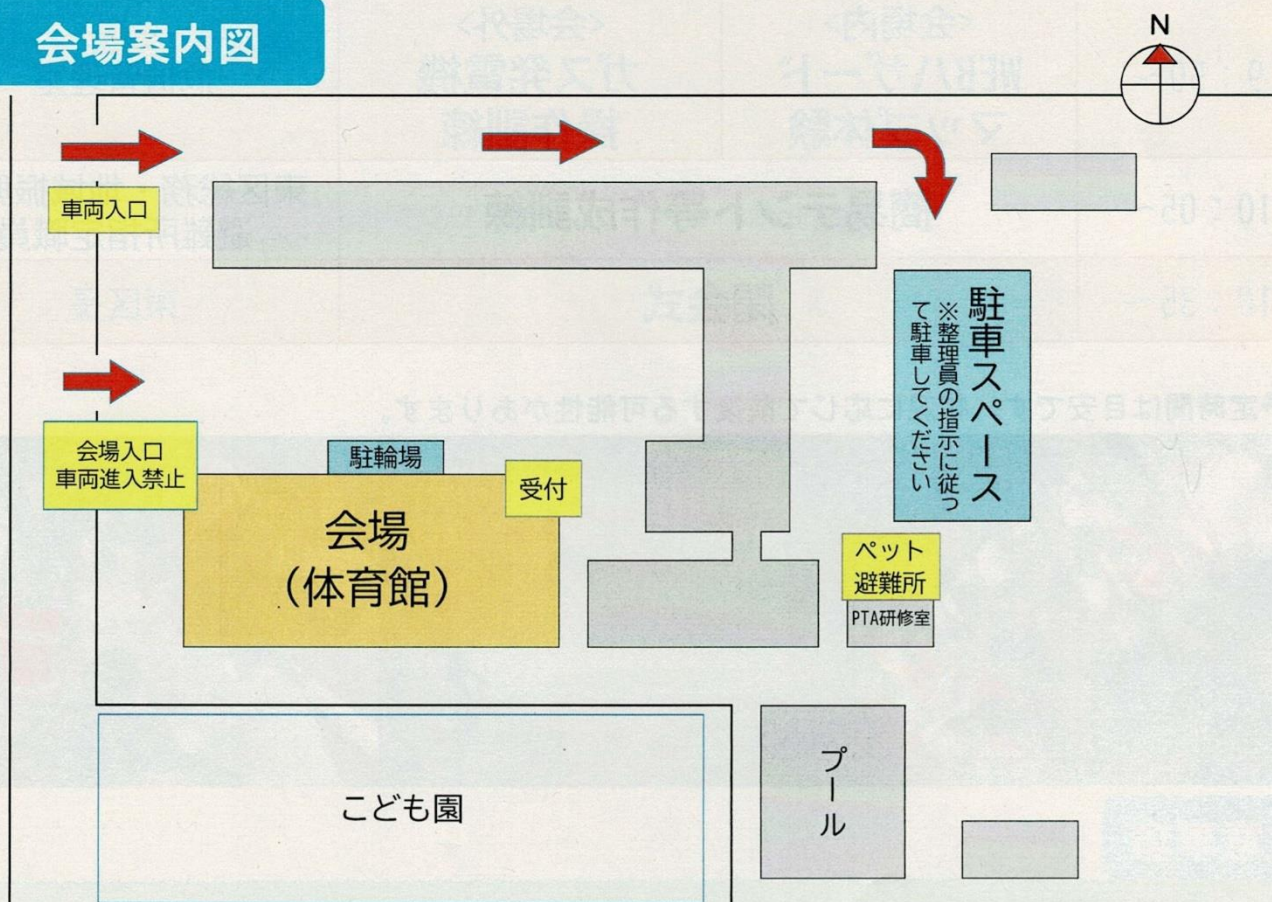 会場案内図
N
車両入口
駐車スペース
※整理員の指示に従っ
て駐車してください
会場入口
車両進入禁止
駐輪場
受付
会場
（体育館）
ペット
避難所
PTA研修室
こども園
プール